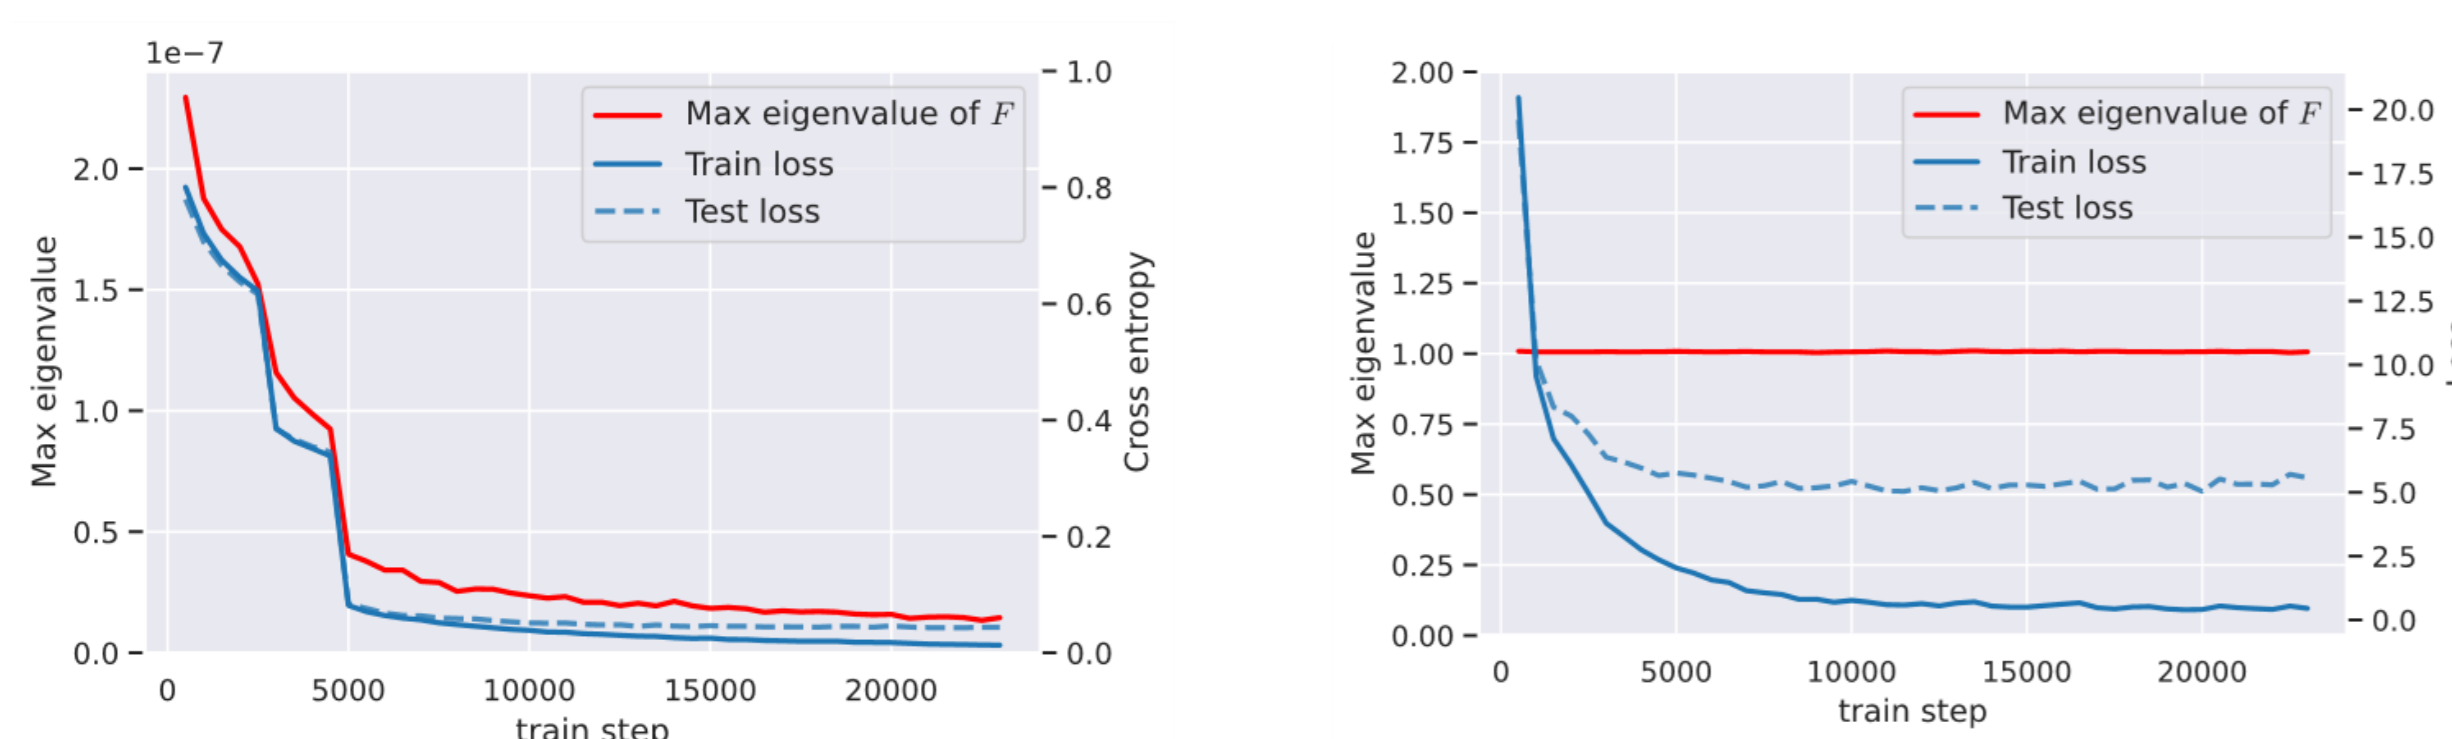 1e−7
Max eigenvalue of F
Train loss
Test loss
2.0
1.5
1.0
0.5
0.0
Max eigenvalue
1.0
0.8
0.6
0.4
0.2
0.0
Cross entropy
0 5000 10000 15000 20000
train step
Max eigenvalue of F
Train loss
Test loss
2.00
1.75
1.50
1.25
1.00
0.75
0.50
0.25
0.00
Max eigenvalue
20.0
17.5
15.0
12.5
10.0
7.5
5.0
2.5
0.0
0 5000 10000 15000 20000
train step